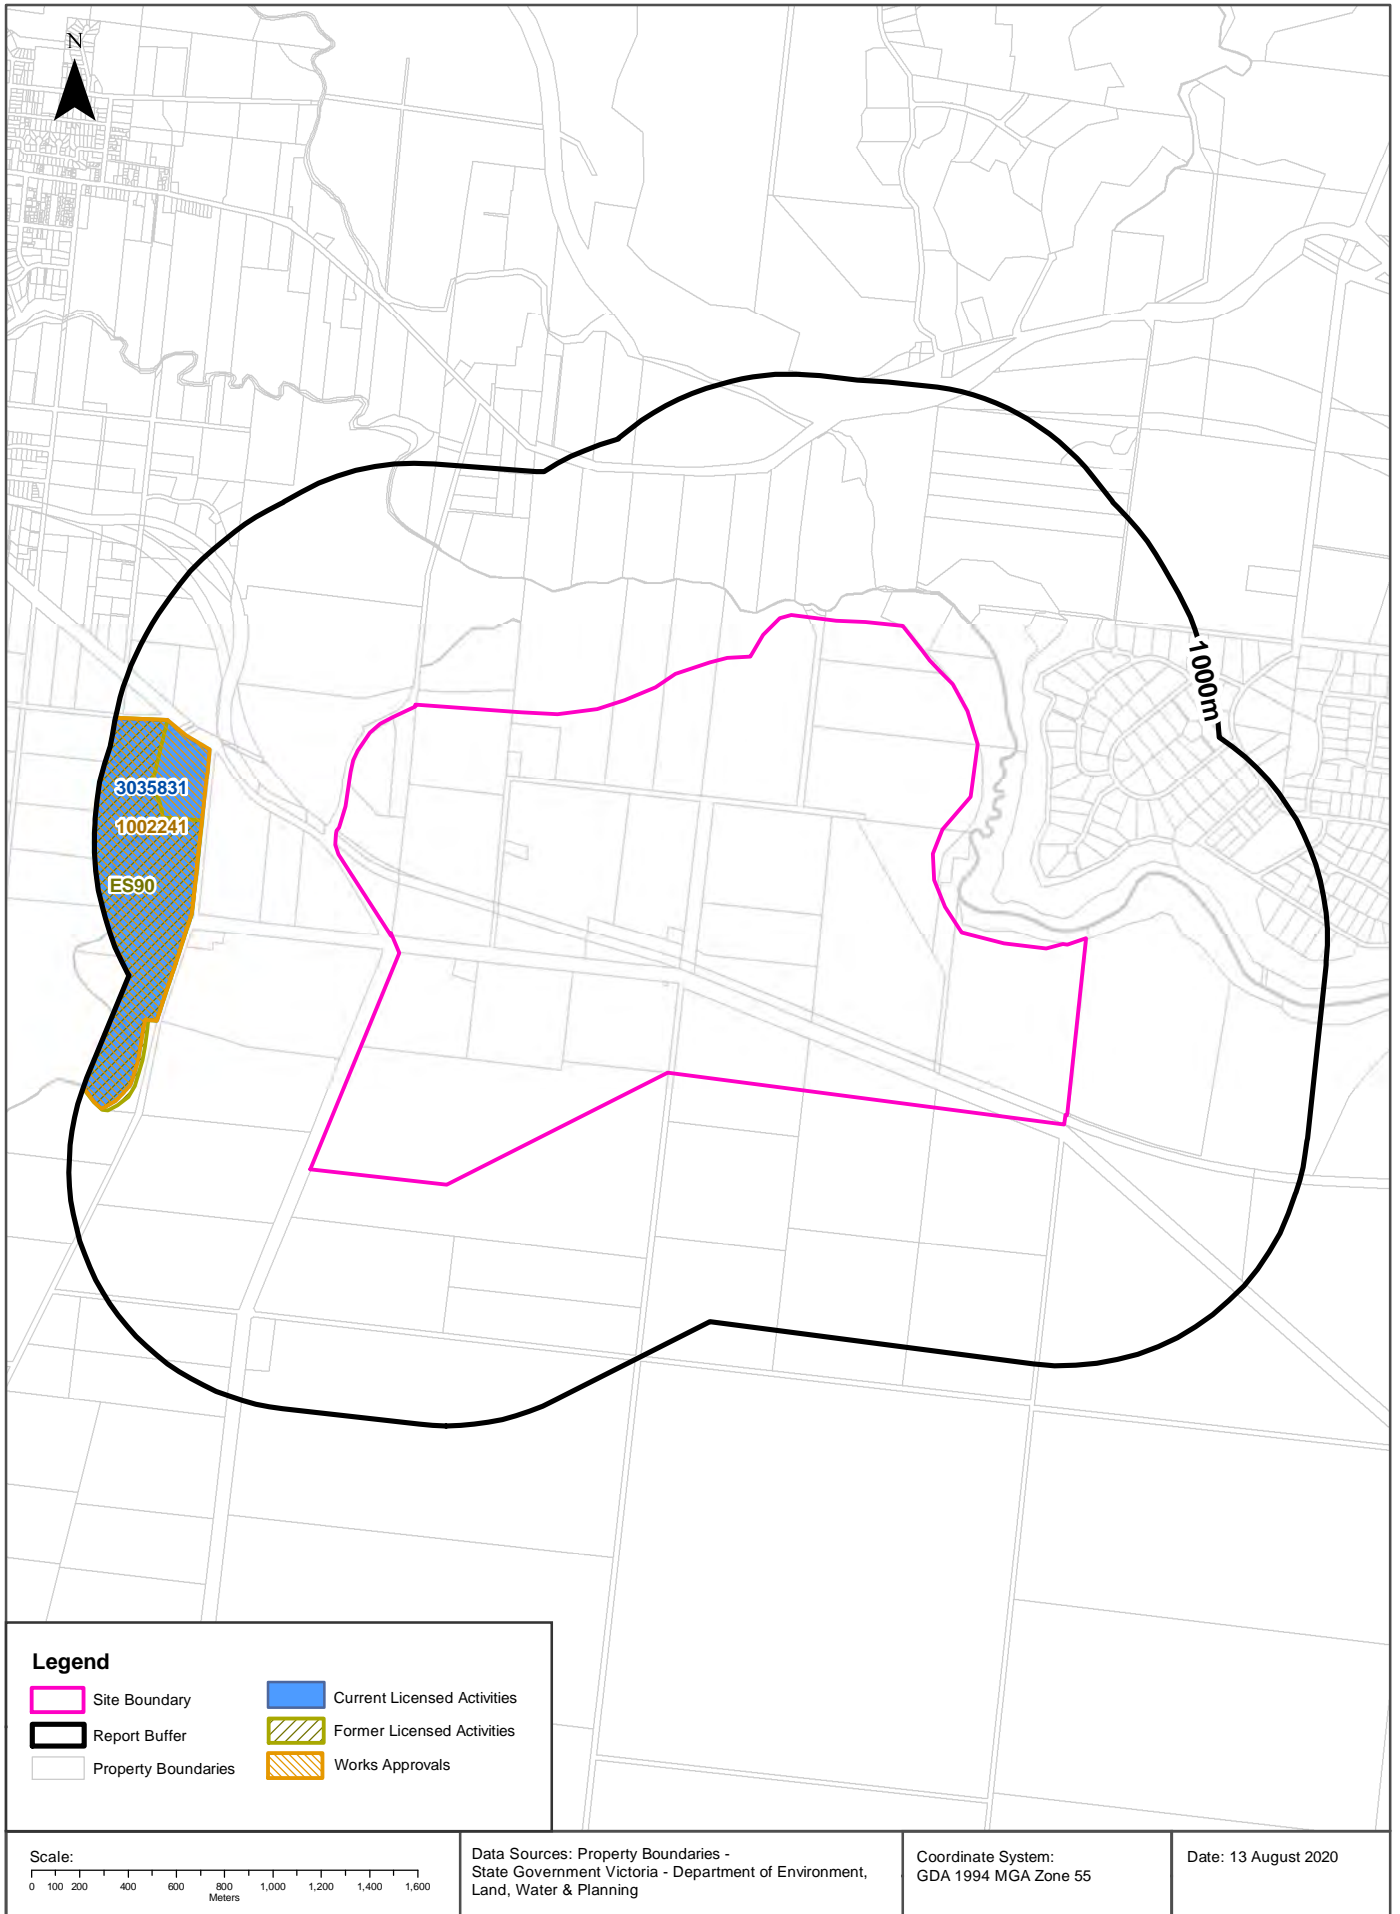 N
1000m
3035831
1002241
ES90
Legend
Site Boundary
Report Buffer
Property Boundaries
Current Licensed Activities
Former Licensed Activities
Works Approvals
Scale:
0 100 200 400 600 800 1,000 1,200 1,400 1,600
Meters
Data Sources: Property Boundaries -
State Government Victoria - Department of Environment,
Land, Water & Planning
Coordinate System:
GDA 1994 MGA Zone 55
Date: 13 August 2020